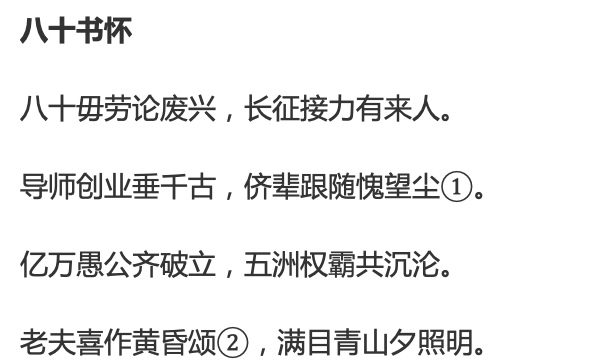 八十书怀
八十毋劳论废兴，长征接力有来人。
导师创业垂千古，侪辈跟随愧望尘①。
亿万愚公齐破立，五洲权霸共沉沦。
老夫喜作黄昏颂②，满目青山夕照明。